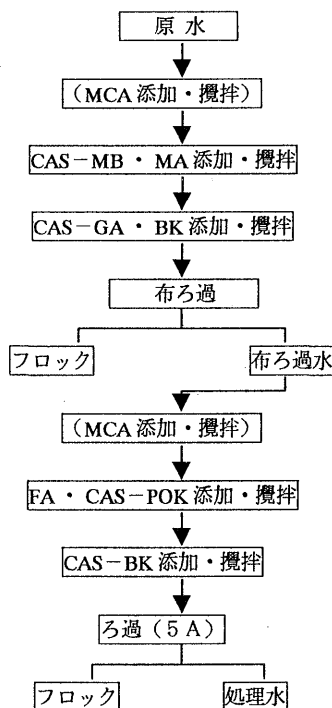 原 水
（MCA 添加・攪拌）
CAS－MB・MA添加・攪拌
CAS－GA・BK 添加・攪拌
布ろ過
フロック 布ろ過水
（MCA 添加・攪拌）
FA・CAS－POK 添加・攪拌
CAS－BK 添加・攪拌
ろ過（５A）
フロック 処理水